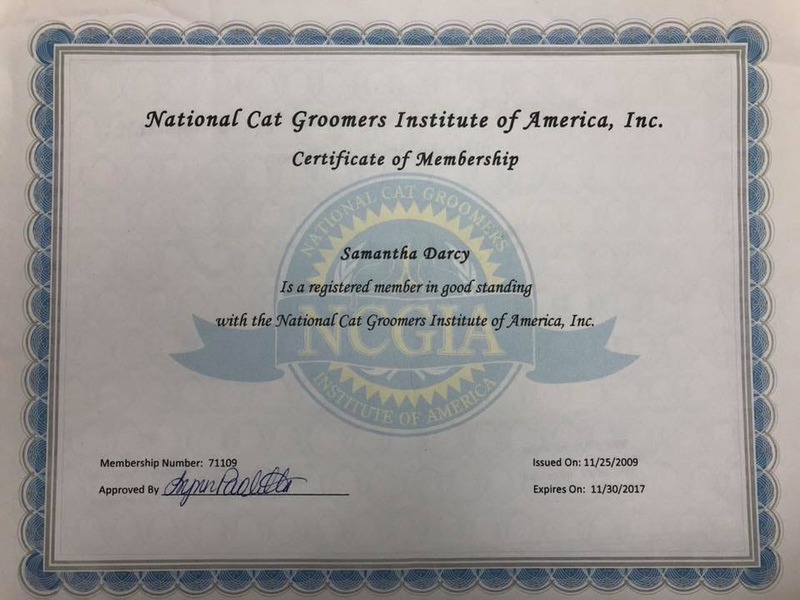 National Cat Groomers Institute of America, Inc.
Certificate of Membership
NATIONAL CAT GROOMERS
Samantha Darcy
Is a registered member in good standing
with the National Cat Groomers Institute of America, Inc.
NCGIA
INSTITUTE OF AMERICA
Membership Number: 71109
Issued On: 11/25/2009
Approved By
Expires On: 11/30/2017